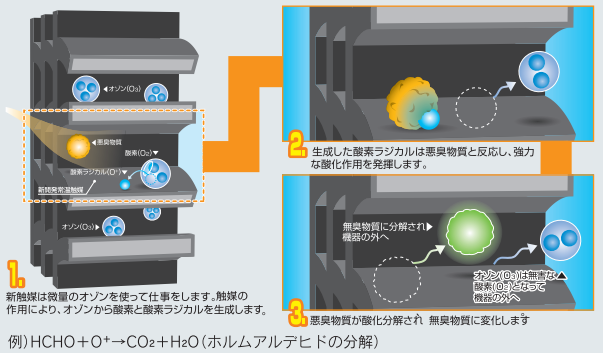 ◀オゾン(O₃)
◀悪臭物質
酸素(O₂)▼
酸素ラジカル(O⁺)▼
新開発常温触媒
オゾン(O₃)▶
1.
新触媒は微量のオゾンを使って仕事をします。触媒の
作用により、オゾンから酸素と酸素ラジカルを生成します。
2.
生成した酸素ラジカルは悪臭物質と反応し、強力
な酸化作用を発揮します。
無臭物質に分解され▶
機器の外へ
オゾン(O₃)は無害な▲
酸素(O₂)となって
機器の外へ
3.
悪臭物質が酸化分解され 無臭物質に変化します
例)HCHO+O⁺→CO₂+H₂O(ホルムアルデヒドの分解)